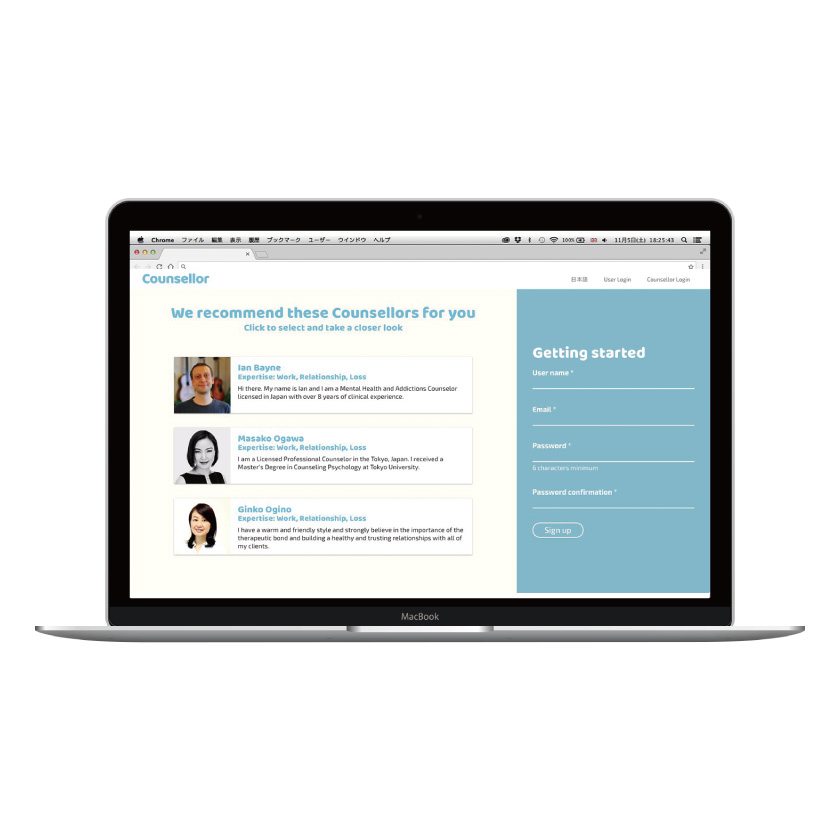 Chrome ファイル 編集 表示 履歴 ブックマーク ユーザー ウインドウ ヘルプ 100% 11月5日(土) 18:25:43
Counsellor
日本語 User Login Counsellor Login
We recommend these Counsellors for you
Click to select and take a closer look
Ian Bayne
Expertise: Work, Relationship, Loss
Hi there. My name is Ian and I am a Mental Health and Addictions Counselor
licensed in Japan with over 8 years of clinical experience.
Masako Ogawa
Expertise: Work, Relationship, Loss
I am a Licensed Professional Counselor in the Tokyo, Japan. I received a
Master's Degree in Counseling Psychology at Tokyo University.
Ginko Ogino
Expertise: Work, Relationship, Loss
I have a warm and friendly style and strongly believe in the importance of the
therapeutic bond and building a healthy and trusting relationships with all of
my clients.
Getting started
User name *
Email *
Password *
6 characters minimum
Password confirmation *
Sign up
MacBook